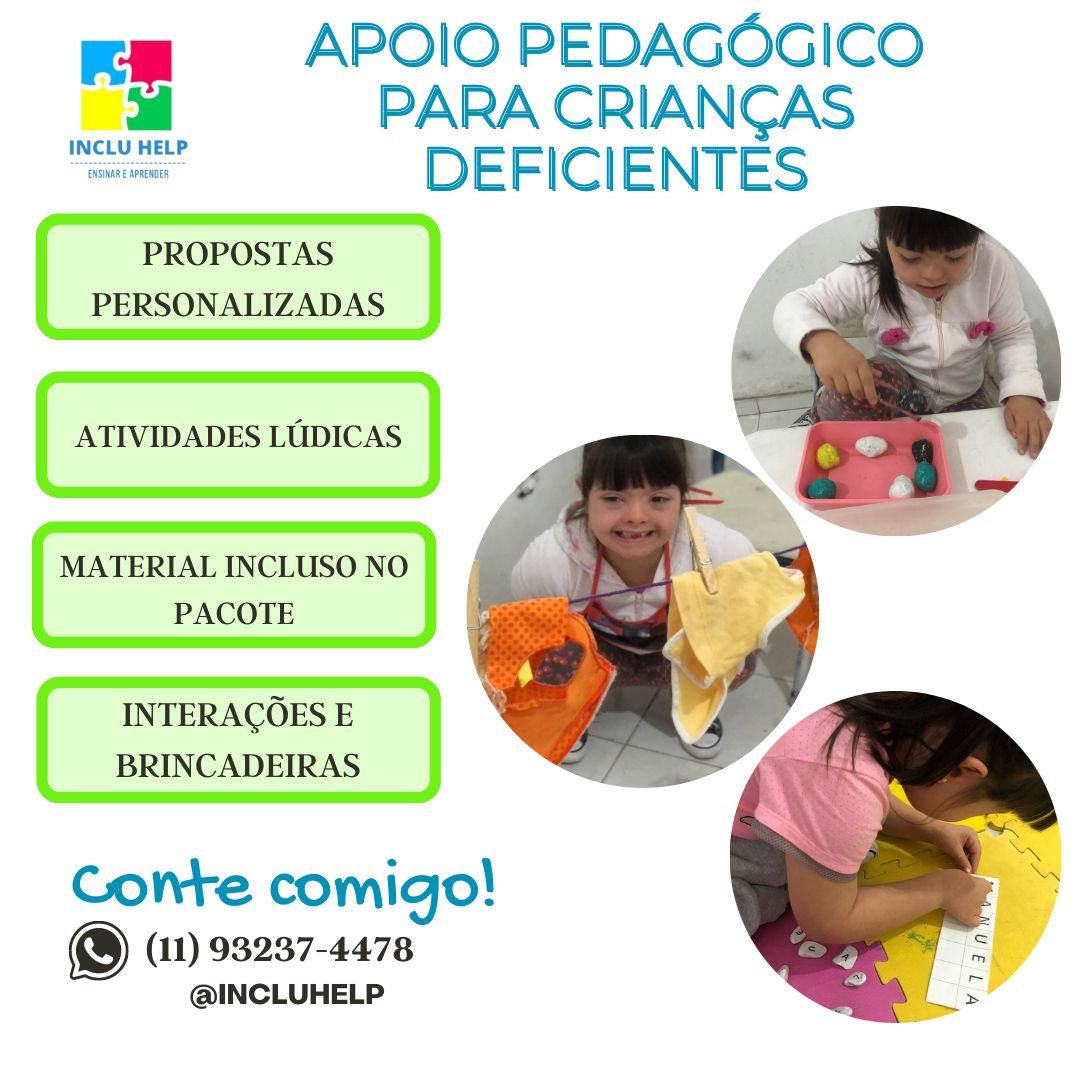 APOIO PEDAGÓGICO
PARA CRIANÇAS
DEFICIENTES
INCLU HELP
ENSINAR E APRENDER
PROPOSTAS
PERSONALIZADAS
ATIVIDADES LÚDICAS
MATERIAL INCLUSO NO
PACOTE
INTERAÇÕES E
BRINCADEIRAS
MANUELA
Conte comigo!
(11) 93237-4478
@INCLUHELP